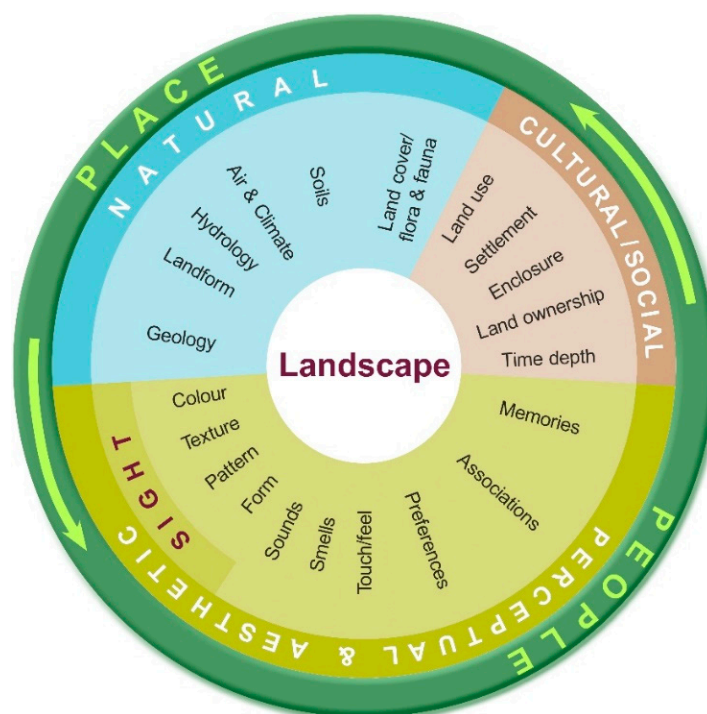 PLACE
NATURAL
Geology
Landform
Hydrology
Air & Climate
Soils
Land cover/
flora & fauna
CULTURAL/SOCIAL
Land use
Settlement
Enclosure
Land ownership
Time depth
Landscape
PEOPLE
PERCEPTUAL & AESTHETIC
SIGHT
Colour
Texture
Pattern
Form
Sounds
Smells
Touch/feel
Preferences
Associations
Memories